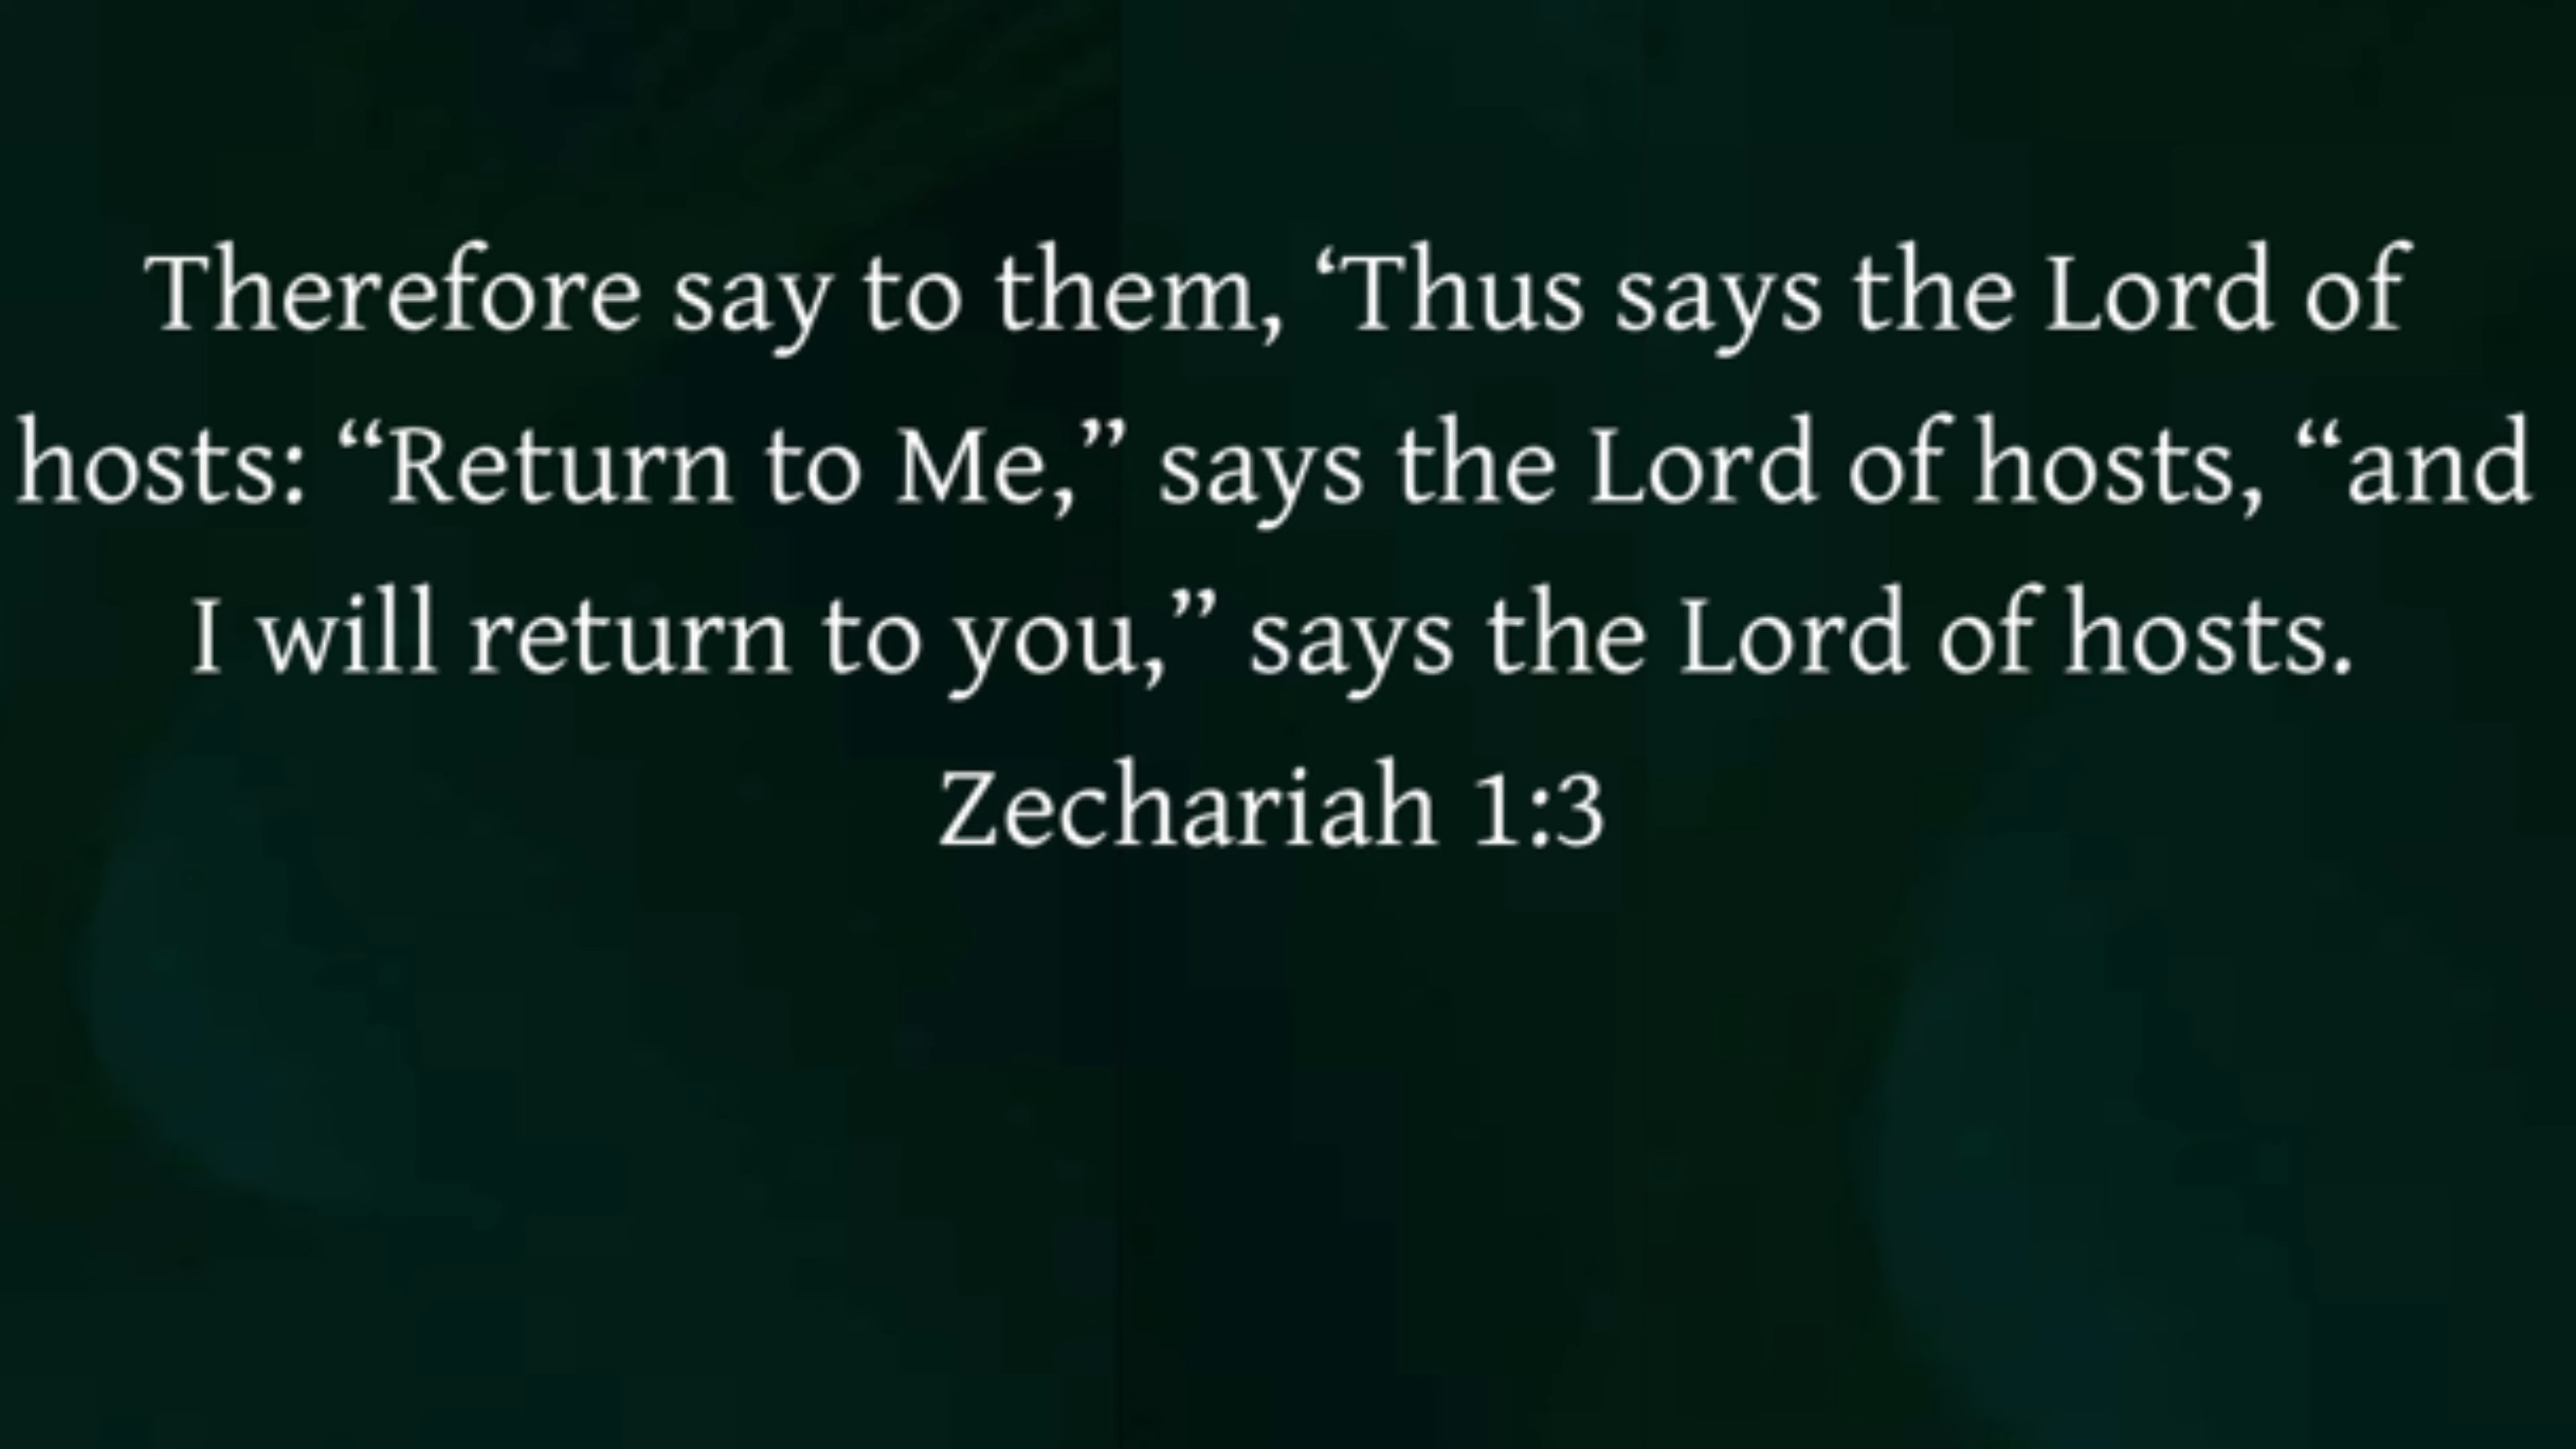 Therefore say to them, ‘Thus says the Lord of
hosts: “Return to Me,” says the Lord of hosts, “and
I will return to you,” says the Lord of hosts.
Zechariah 1:3